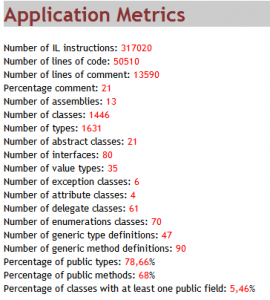 Application Metrics
Number of IL instructions: 317020
Number of lines of code: 50510
Number of lines of comment: 13590
Percentage comment: 21
Number of assemblies: 13
Number of classes: 1446
Number of types: 1631
Number of abstract classes: 21
Number of interfaces: 80
Number of value types: 35
Number of exception classes: 6
Number of attribute classes: 4
Number of delegate classes: 61
Number of enumerations classes: 70
Number of generic type definitions: 47
Number of generic method definitions: 90
Percentage of public types: 78,66%
Percentage of public methods: 68%
Percentage of classes with at least one public field: 5,46%